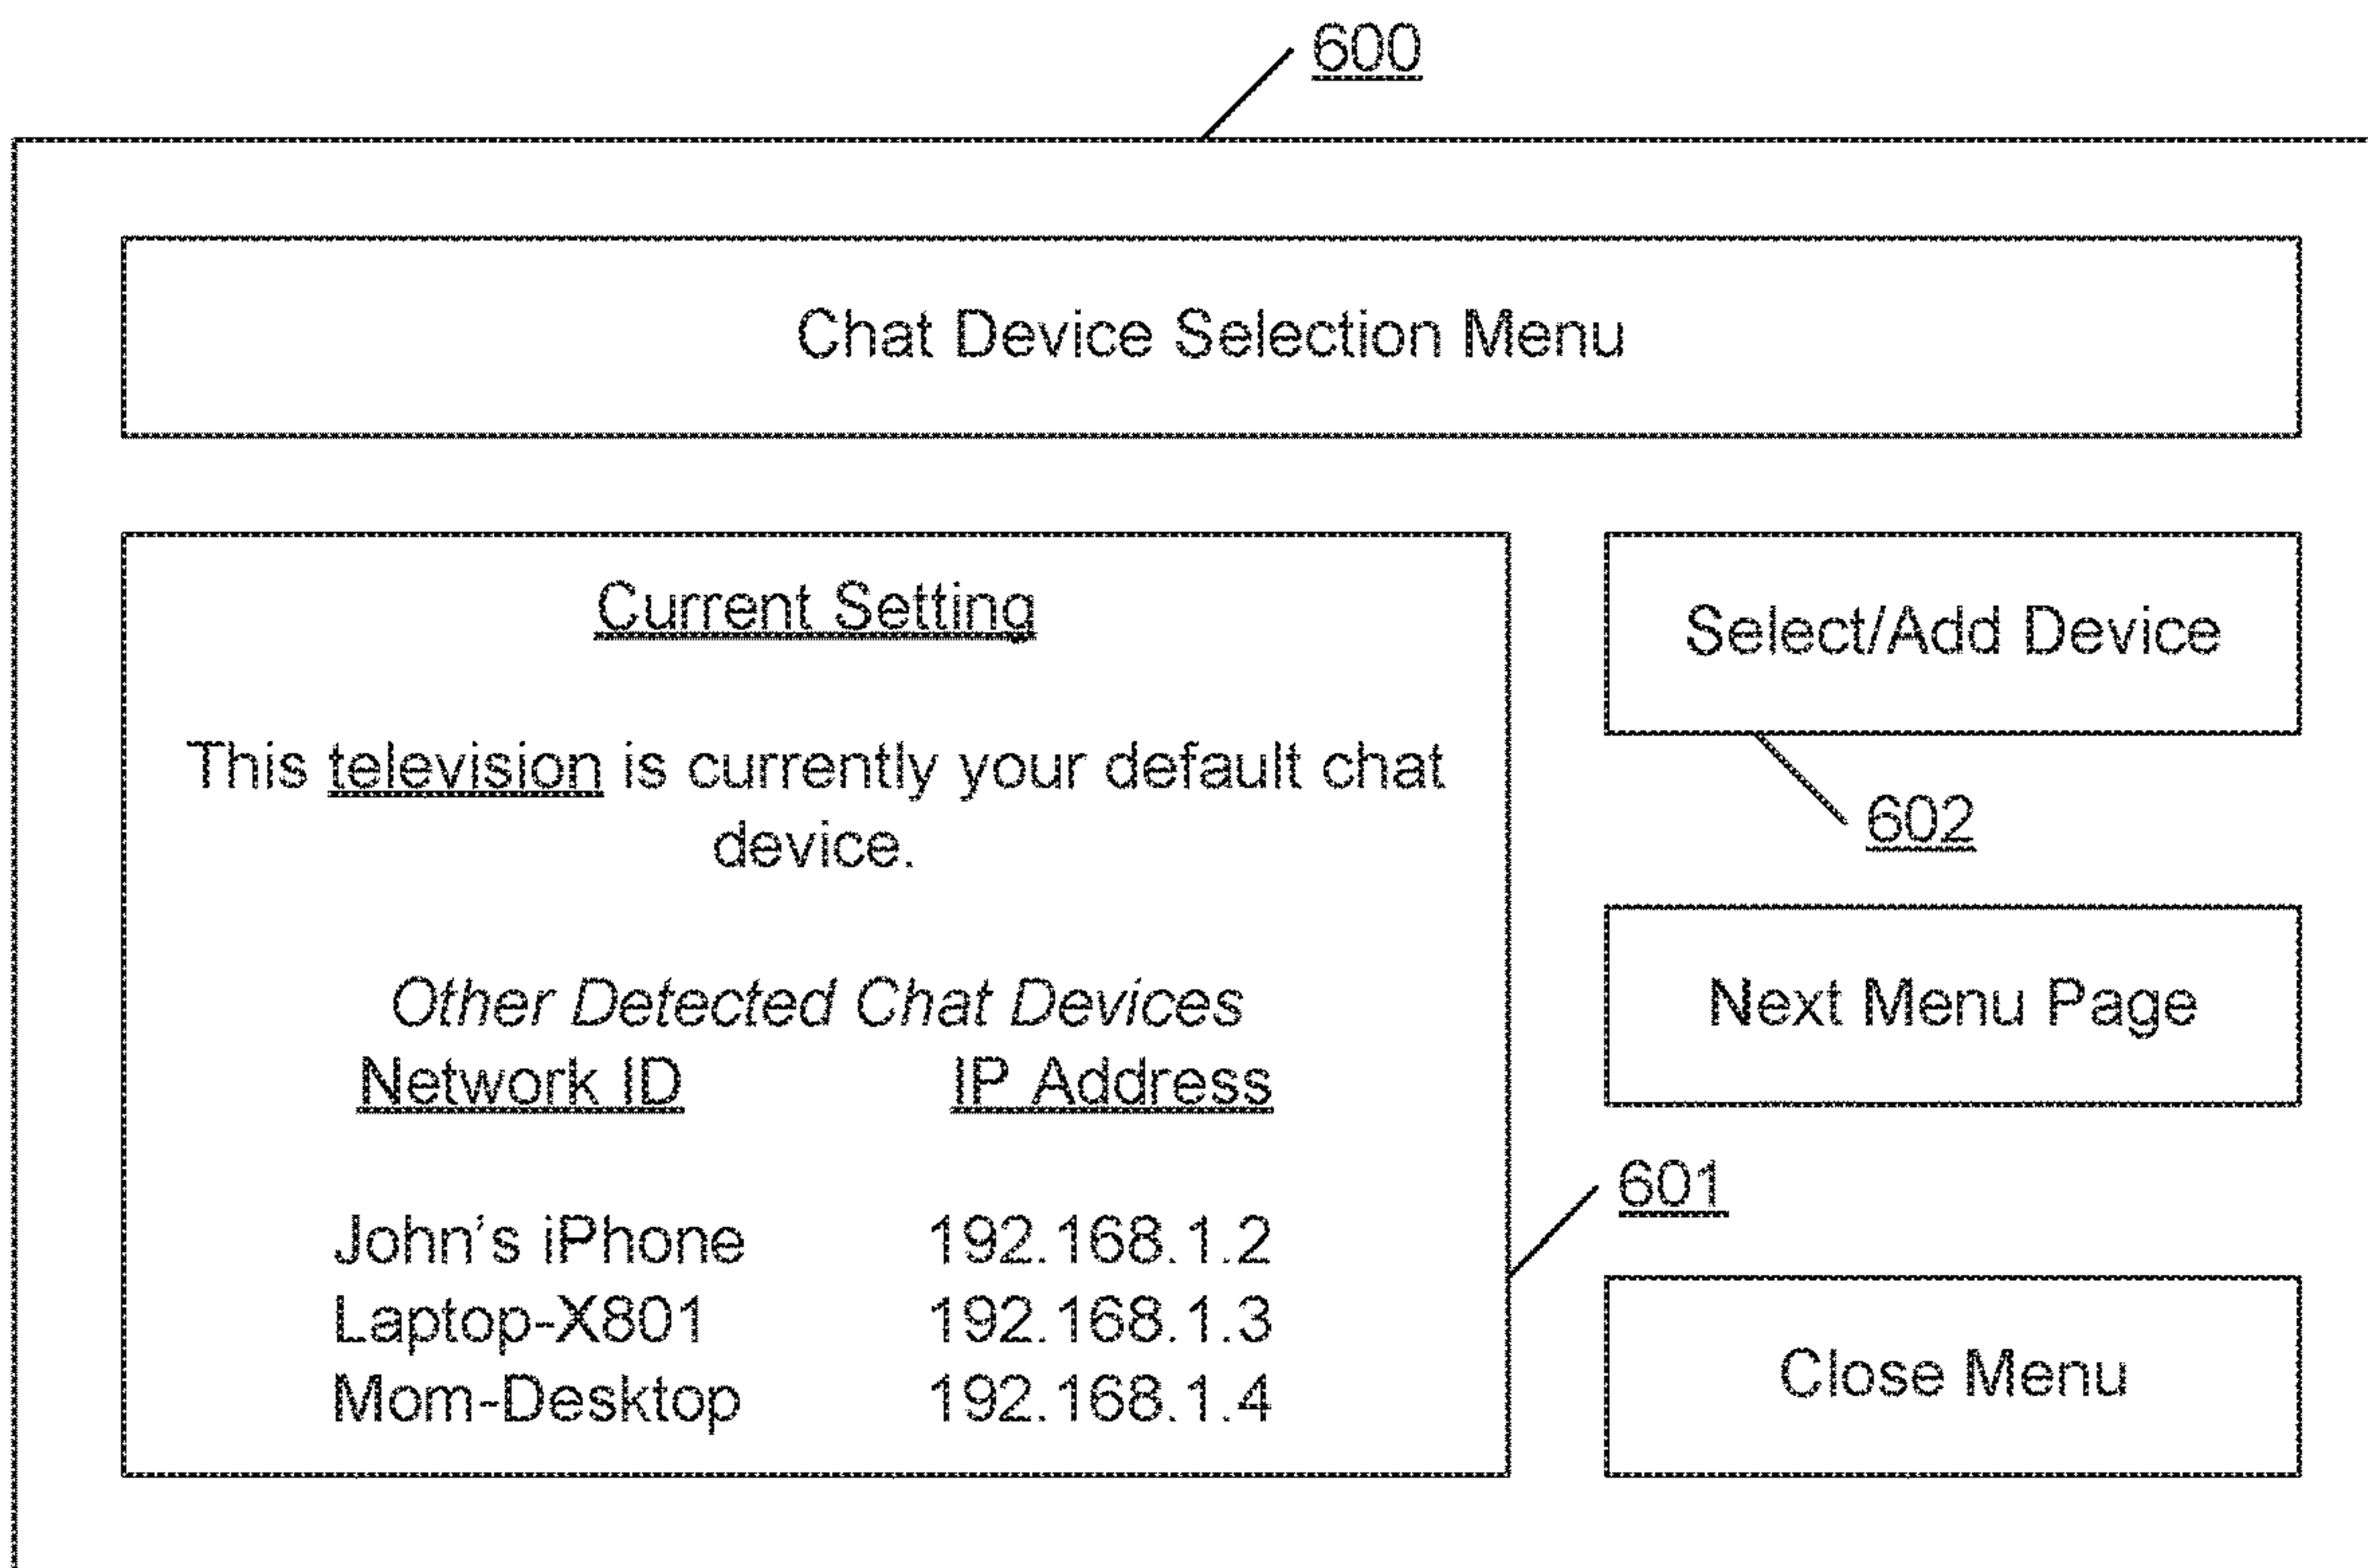 600
Chat Device Selection Menu
Current Setting
This television is currently your default chat
device.
Other Detected Chat Devices
Network ID IP Address
John's iPhone 192.168.1.2
Laptop-X801 192.168.1.3
Mom-Desktop 192.168.1.4
601
Select/Add Device
602
Next Menu Page
Close Menu